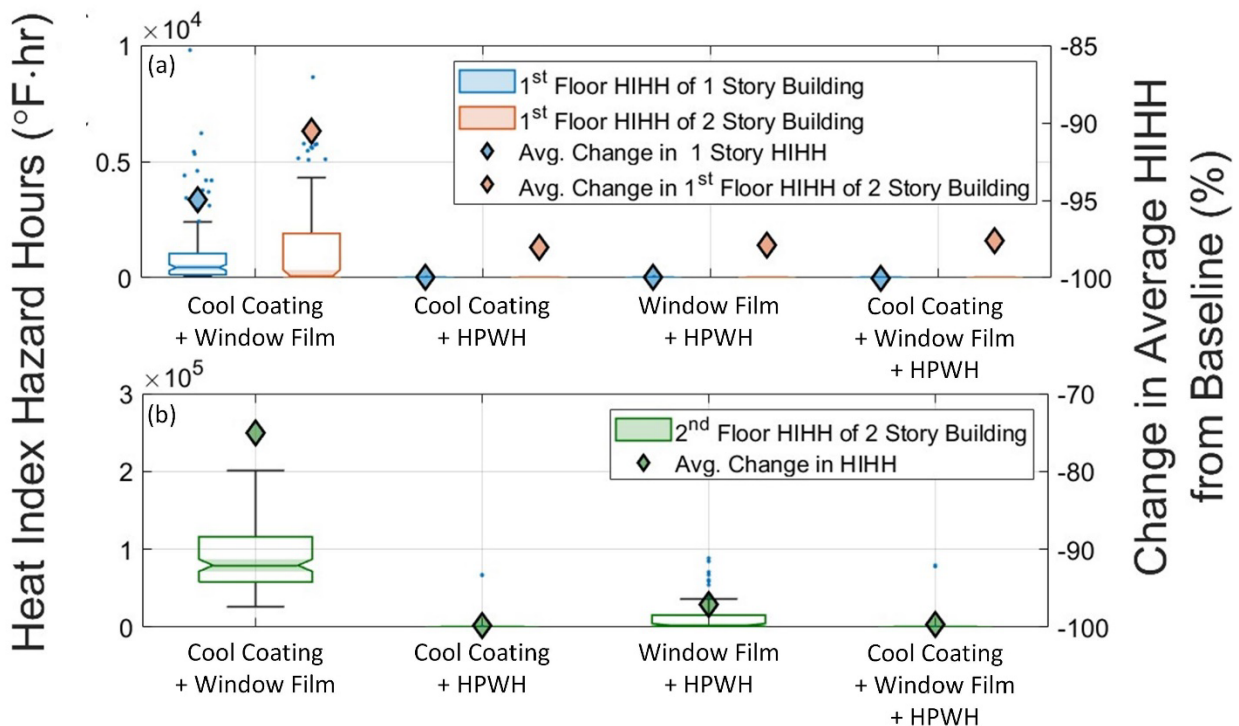 Heat Index Hazard Hours (°F·hr)
×10⁴
(a)
1
0.5
0
1ˢᵗ Floor HIHH of 1 Story Building
1ˢᵗ Floor HIHH of 2 Story Building
Avg. Change in 1 Story HIHH
Avg. Change in 1ˢᵗ Floor HIHH of 2 Story Building
-85
-90
-95
-100
Cool Coating
+ Window Film
Cool Coating
+ HPWH
Window Film
+ HPWH
Cool Coating
+ Window Film
+ HPWH
×10⁵
(b)
3
2
1
0
2ⁿᵈ Floor HIHH of 2 Story Building
Avg. Change in HIHH
-70
-80
-90
-100
Cool Coating
+ Window Film
Cool Coating
+ HPWH
Window Film
+ HPWH
Cool Coating
+ Window Film
+ HPWH
Change in Average HIHH
from Baseline (%)